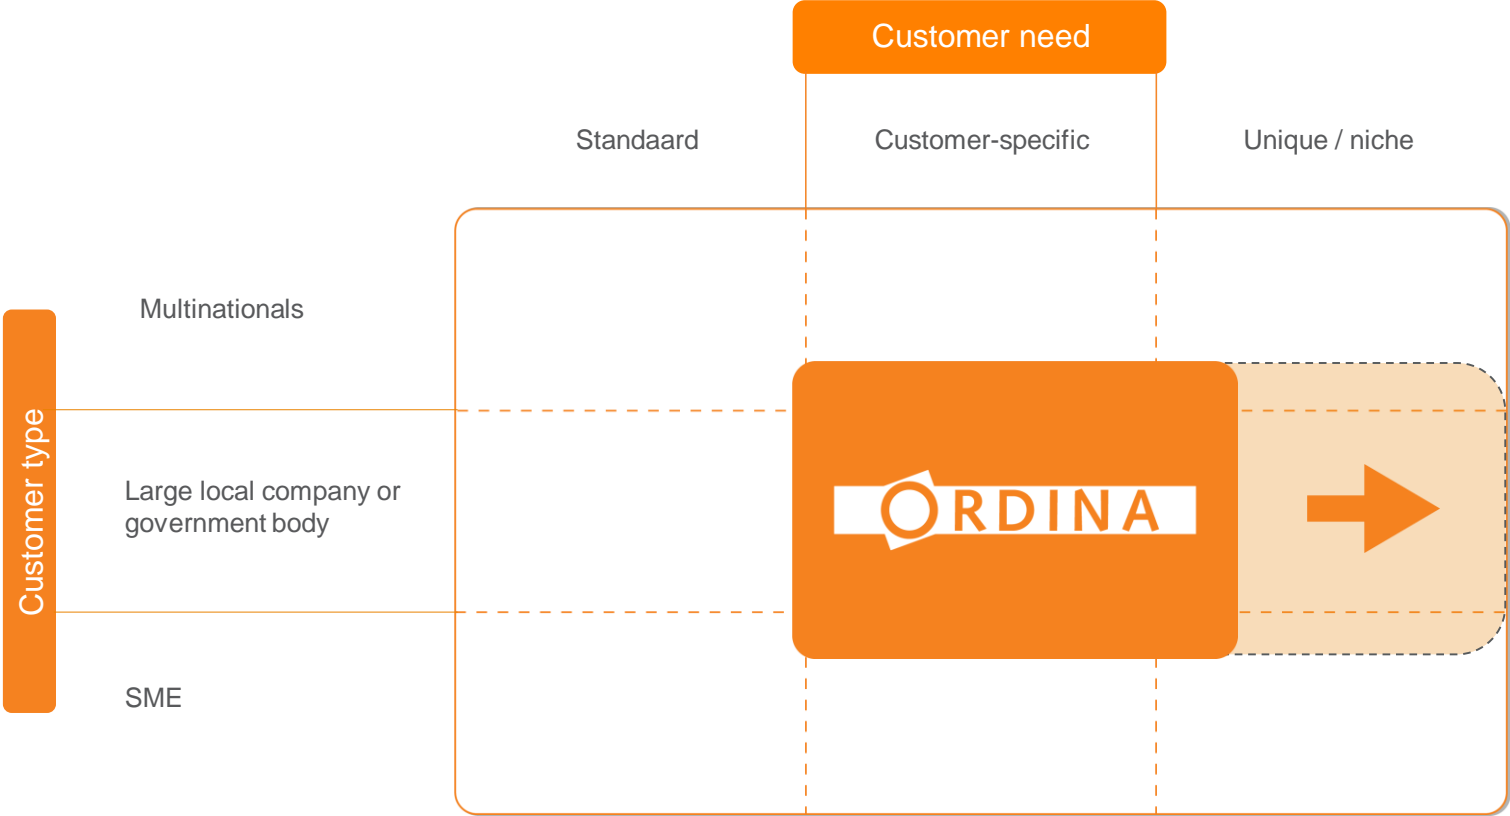 Customer need
Standaard
Customer-specific
Unique / niche
Multinationals
Customer type
Large local company or
government body
ORDINA
SME